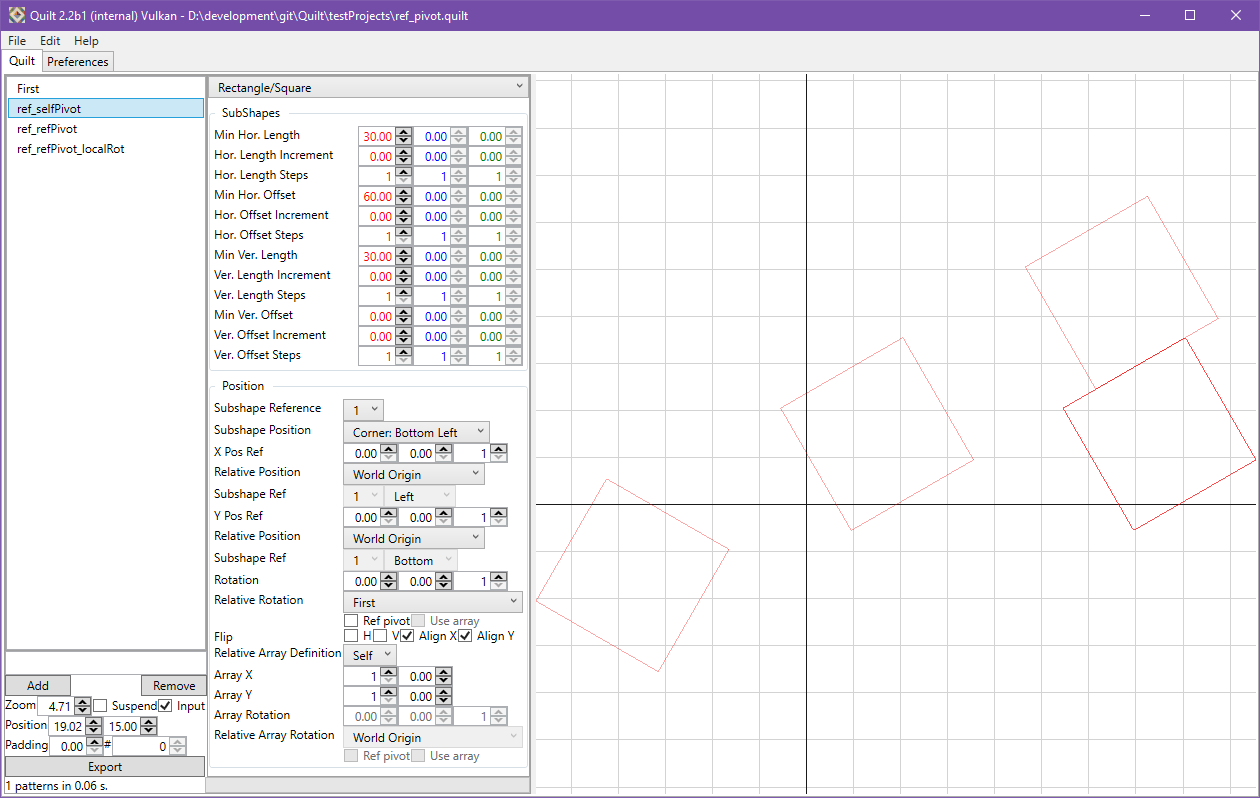 Quilt 2.2b1 (internal) Vulkan - D:\development\git\Quilt\testProjects\ref_pivot.quilt
File Edit Help
Quilt Preferences
First
ref_selfPivot
ref_refPivot
ref_refPivot_localRot
Add Remove
Zoom 4.71 Suspend Input
Position 19.02 15.00
Padding 0.00 # 0
Export
1 patterns in 0.06 s.
Rectangle/Square
SubShapes
Min Hor. Length 30.00 0.00 0.00
Hor. Length Increment 0.00 0.00 0.00
Hor. Length Steps 1 1 1
Min Hor. Offset 60.00 0.00 0.00
Hor. Offset Increment 0.00 0.00 0.00
Hor. Offset Steps 1 1 1
Min Ver. Length 30.00 0.00 0.00
Ver. Length Increment 0.00 0.00 0.00
Ver. Length Steps 1 1 1
Min Ver. Offset 0.00 0.00 0.00
Ver. Offset Increment 0.00 0.00 0.00
Ver. Offset Steps 1 1 1
Position
Subshape Reference 1
Subshape Position Corner: Bottom Left
X Pos Ref 0.00 0.00 1
Relative Position World Origin
Subshape Ref 1 Left
Y Pos Ref 0.00 0.00 1
Relative Position World Origin
Subshape Ref 1 Bottom
Rotation 0.00 0.00 1
Relative Rotation First
Ref pivot Use array
Flip H V Align X Align Y
Relative Array Definition Self
Array X 1 0.00
Array Y 1 0.00
Array Rotation 0.00 0.00 1
Relative Array Rotation World Origin
Ref pivot Use array